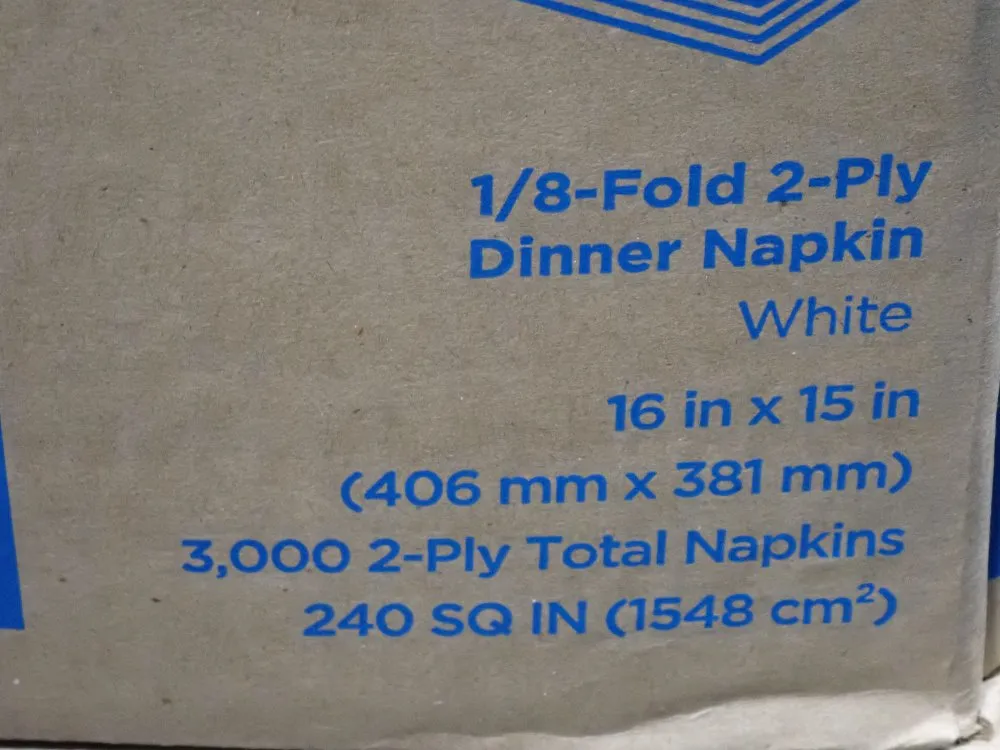 1/8-Fold 2-Ply
Dinner Napkin
White
16 in x 15 in
(406 mm x 381 mm)
3,000 2-Ply Total Napkins
240 SQ IN (1548 cm²)